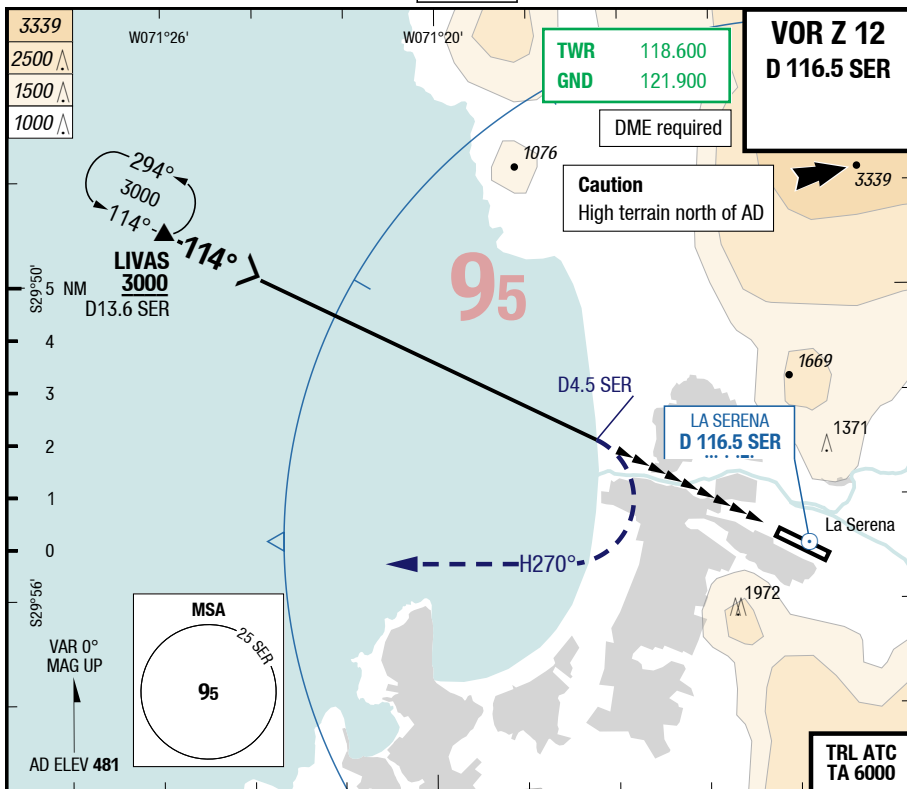 3339
2500
1500
1000
W071°26'
W071°20'
TWR 118.600
GND 121.900
VOR Z 12
D 116.5 SER
DME required
1076
Caution
High terrain north of AD
3339
294°
3000
114°
114°
LIVAS
3000
D13.6 SER
95
S29°50'
5 NM
4
3
2
1
0
S29°56'
1669
D4.5 SER
1371
LA SERENA
D 116.5 SER
La Serena
H270°
1972
MSA
25 SER
95
VAR 0°
MAG UP
AD ELEV 481
TRL ATC
TA 6000